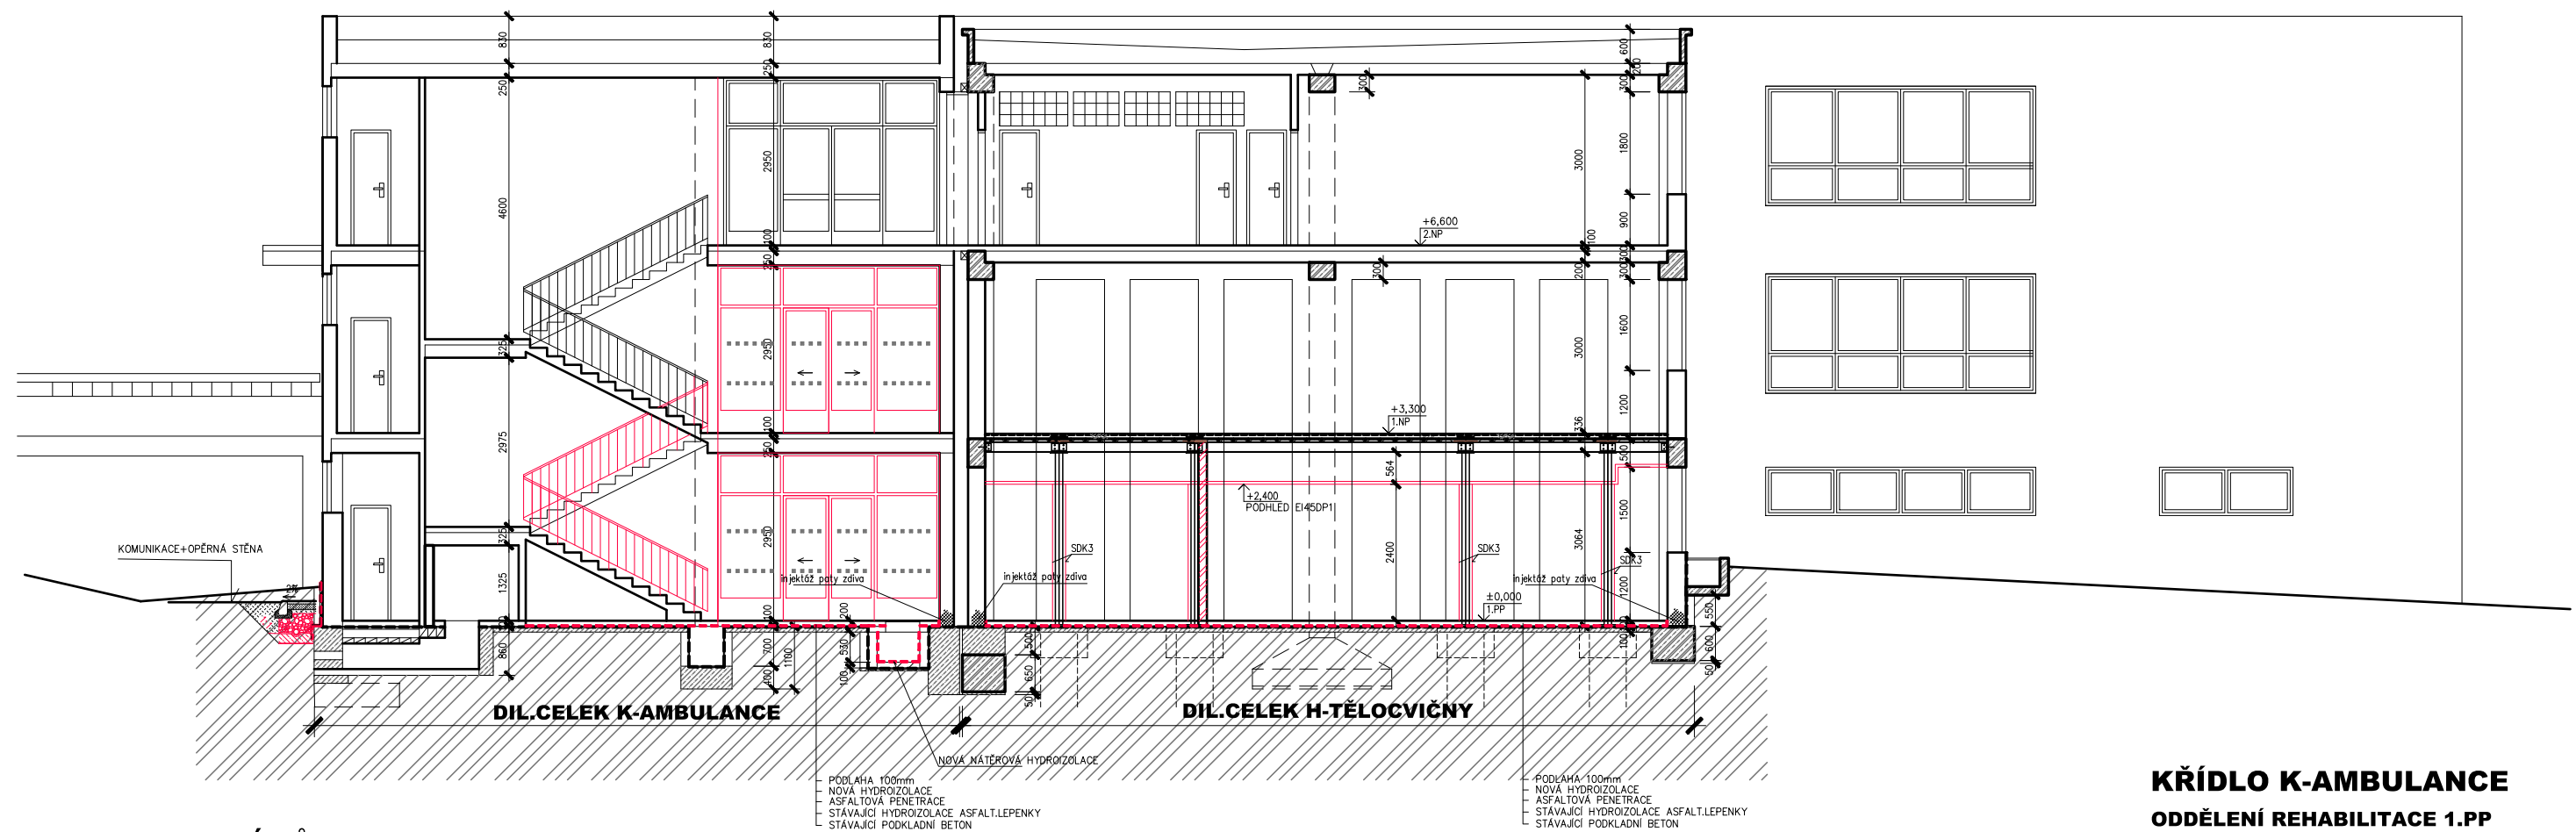 830
830
250
250
250
2950
4600
100
250
600
200
300
300
1800
3000
900
+6,600
2.NP
100
300
200
300
300
1600
3000
2950
325
1200
+3,300
1.NP
336
100
250
2975
500
564
+2,400
PODHLED EI45DP1
1500
3064
2400
2950
325
1325
KOMUNIKACE+OPĚRNÁ STĚNA
SDK3
SDK3
SDK3
injektáž paty zdiva
injektáž paty zdiva
injektáž paty zdiva
1200
±0,000
1.PP
100
200
550
860
700
1100
400
530
100
500
650
50
100
600
50
DIL.CELEK K-AMBULANCE
DIL.CELEK H-TĚLOCVIČNY
NOVÁ NÁTĚROVÁ HYDROIZOLACE
PODLAHA 100mm
NOVÁ HYDROIZOLACE
ASFALTOVÁ PENETRACE
STÁVAJÍCÍ HYDROIZOLACE ASFALT.LEPENKY
STÁVAJÍCÍ PODKLADNÍ BETON
PODLAHA 100mm
NOVÁ HYDROIZOLACE
ASFALTOVÁ PENETRACE
STÁVAJÍCÍ HYDROIZOLACE ASFALT.LEPENKY
STÁVAJÍCÍ PODKLADNÍ BETON
KŘÍDLO K-AMBULANCE
ODDĚLENÍ REHABILITACE 1.PP